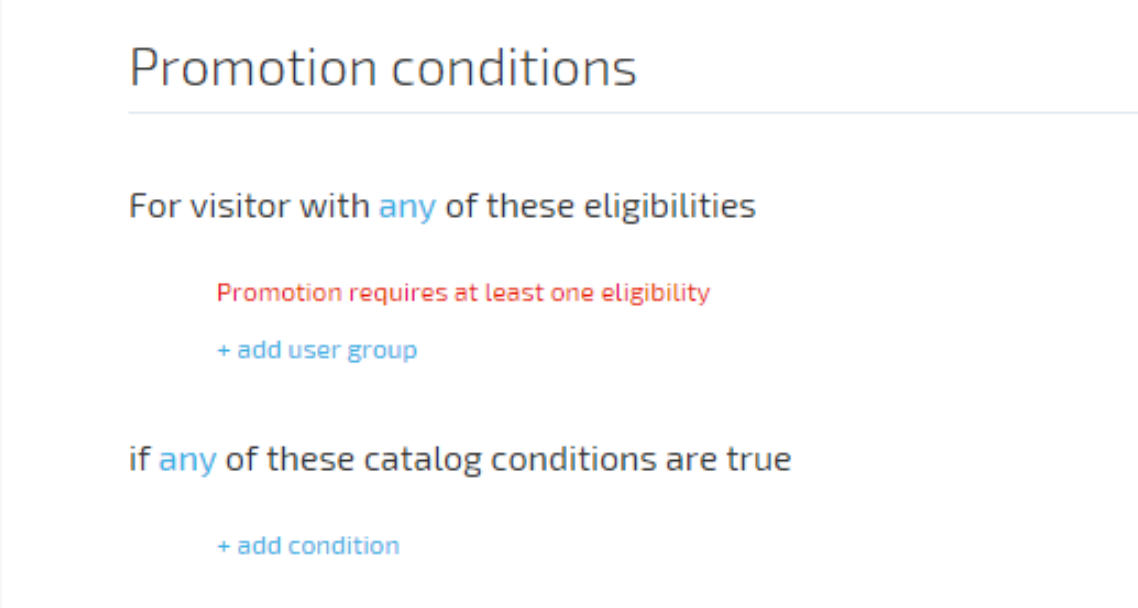 Promotion conditions
For visitor with any of these eligibilities
Promotion requires at least one eligibility
+ add user group
if any of these catalog conditions are true
+ add condition